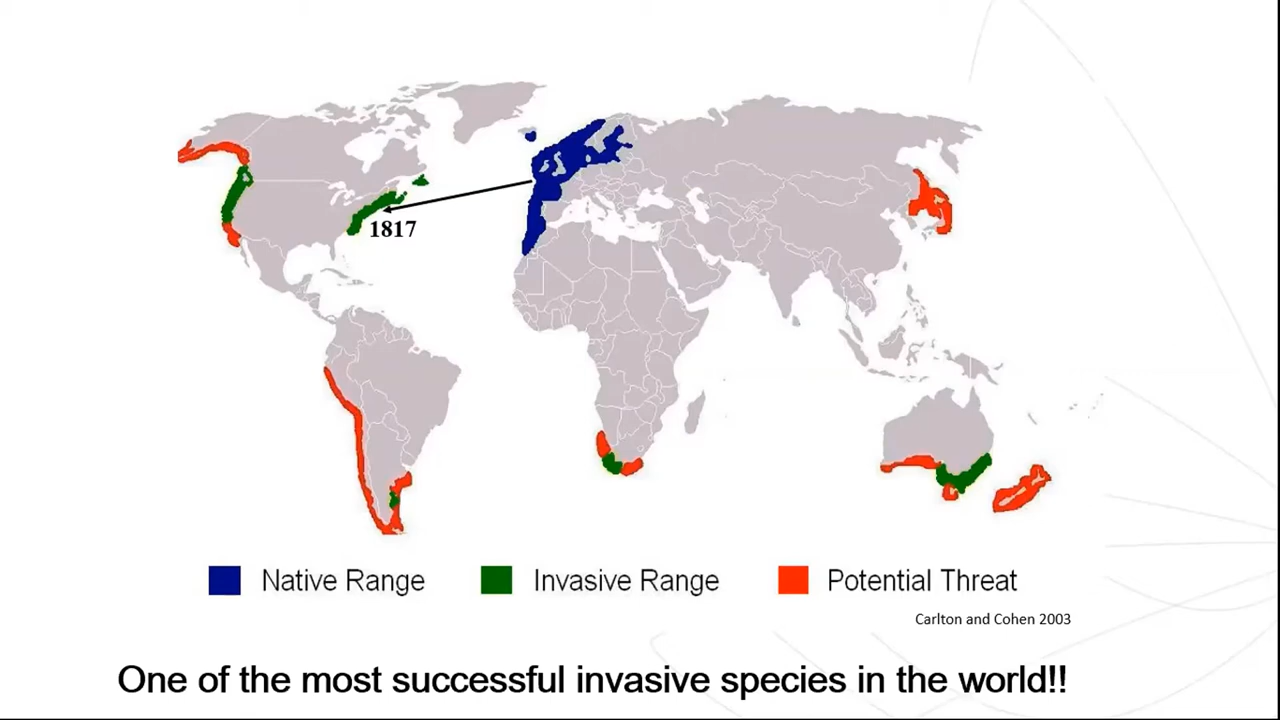 1817
Native Range
Invasive Range
Potential Threat
Carlton and Cohen 2003
One of the most successful invasive species in the world!!